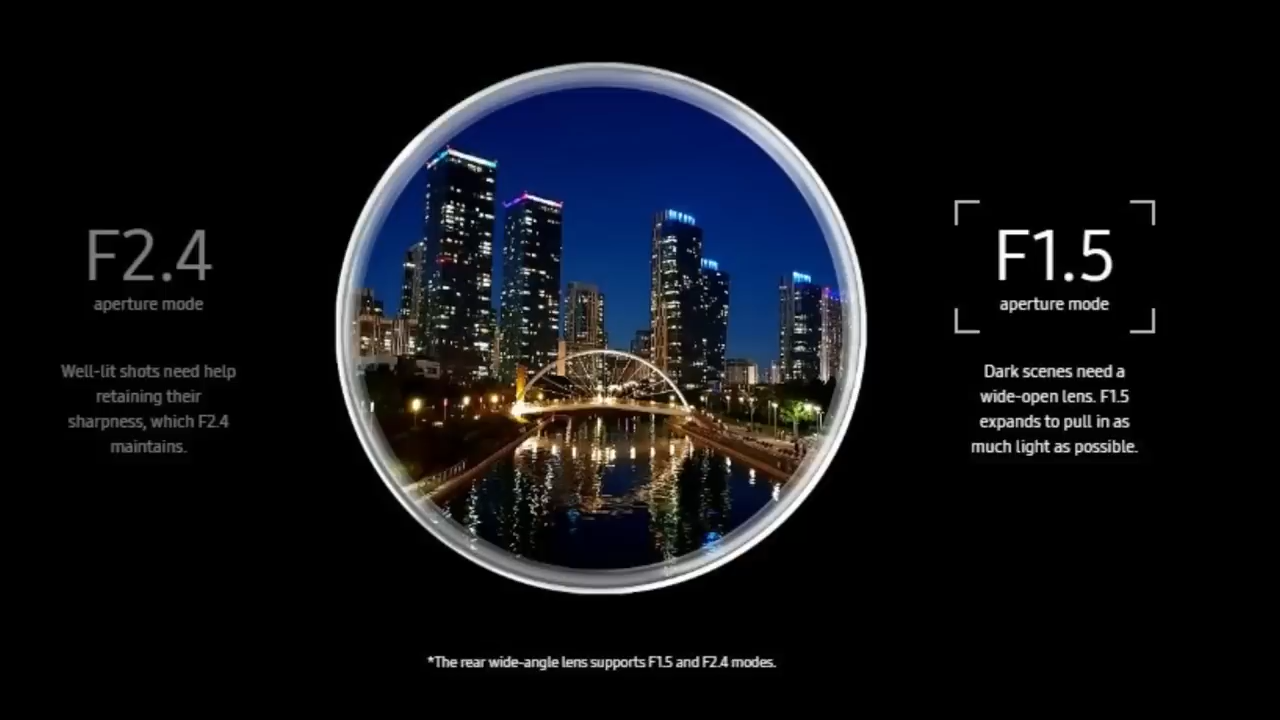 F2.4
aperture mode
Well-lit shots need help
retaining their
sharpness, which F2.4
maintains.
F1.5
aperture mode
Dark scenes need a
wide-open lens. F1.5
expands to pull in as
much light as possible.
*The rear wide-angle lens supports F1.5 and F2.4 modes.